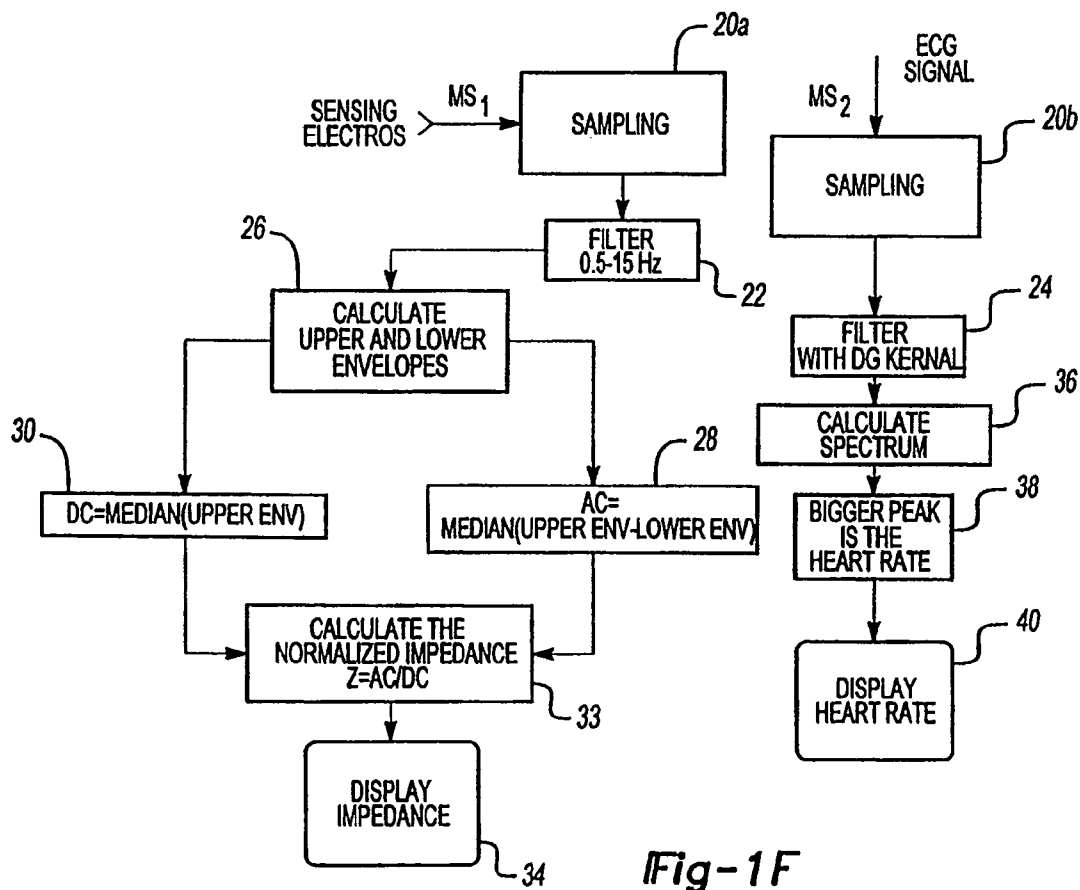 20a
ECG
SIGNAL
SENSING
ELECTROS
MS1
SAMPLING
MS2
20b
SAMPLING
26
FILTER
0.5-15 Hz
22
CALCULATE
UPPER AND LOWER
ENVELOPES
24
FILTER
WITH DG KERNAL
36
CALCULATE
SPECTRUM
30
DC=MEDIAN(UPPER ENV)
28
AC=
MEDIAN(UPPER ENV-LOWER ENV)
38
BIGGER PEAK
IS THE
HEART RATE
CALCULATE THE
NORMALIZED IMPEDANCE
Z=AC/DC
33
40
DISPLAY
HEART RATE
DISPLAY
IMPEDANCE
34
Fig-1F